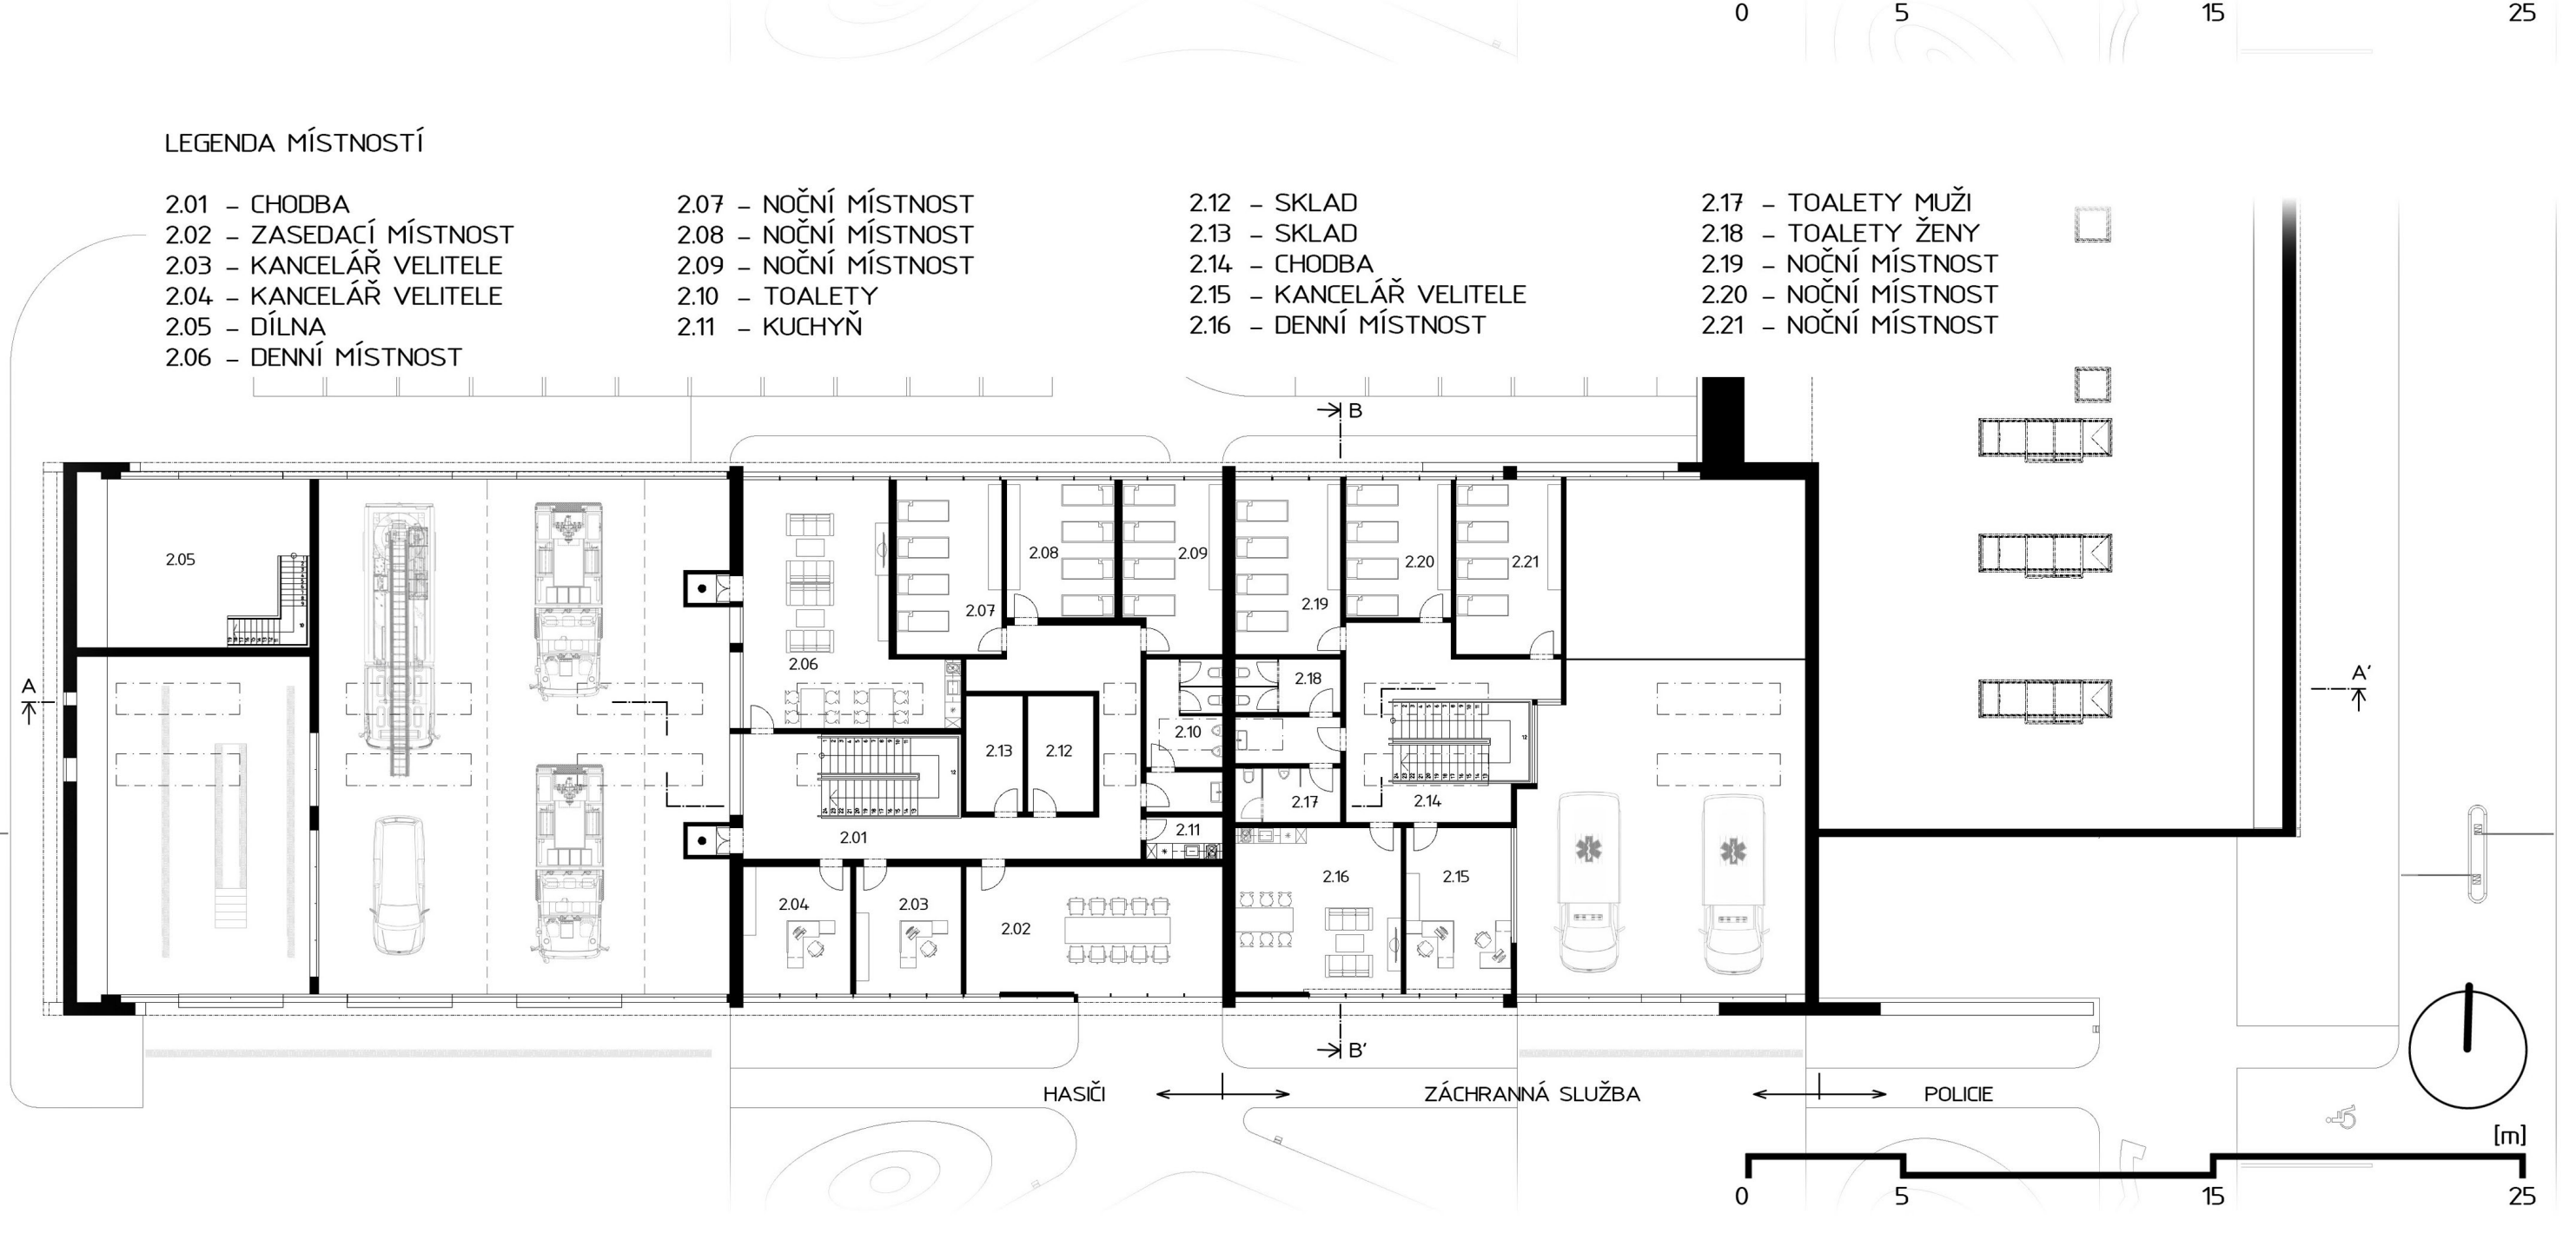 0 5 15 25
LEGENDA MÍSTNOSTÍ
2.01 – CHODBA
2.02 – ZASEDACÍ MÍSTNOST
2.03 – KANCELÁŘ VELITELE
2.04 – KANCELÁŘ VELITELE
2.05 – DÍLNA
2.06 – DENNÍ MÍSTNOST
2.07 – NOČNÍ MÍSTNOST
2.08 – NOČNÍ MÍSTNOST
2.09 – NOČNÍ MÍSTNOST
2.10 – TOALETY
2.11 – KUCHYŇ
2.12 – SKLAD
2.13 – SKLAD
2.14 – CHODBA
2.15 – KANCELÁŘ VELITELE
2.16 – DENNÍ MÍSTNOST
2.17 – TOALETY MUŽI
2.18 – TOALETY ŽENY
2.19 – NOČNÍ MÍSTNOST
2.20 – NOČNÍ MÍSTNOST
2.21 – NOČNÍ MÍSTNOST
B
2.05
2.08
2.09
2.20
2.21
2.07
2.19
2.06
2.18
A
A'
2.13
2.12
2.10
2.17
2.14
2.01
2.11
2.04
2.03
2.02
2.16
2.15
B'
HASIČI
ZÁCHRANNÁ SLUŽBA
POLICIE
[m]
0 5 15 25